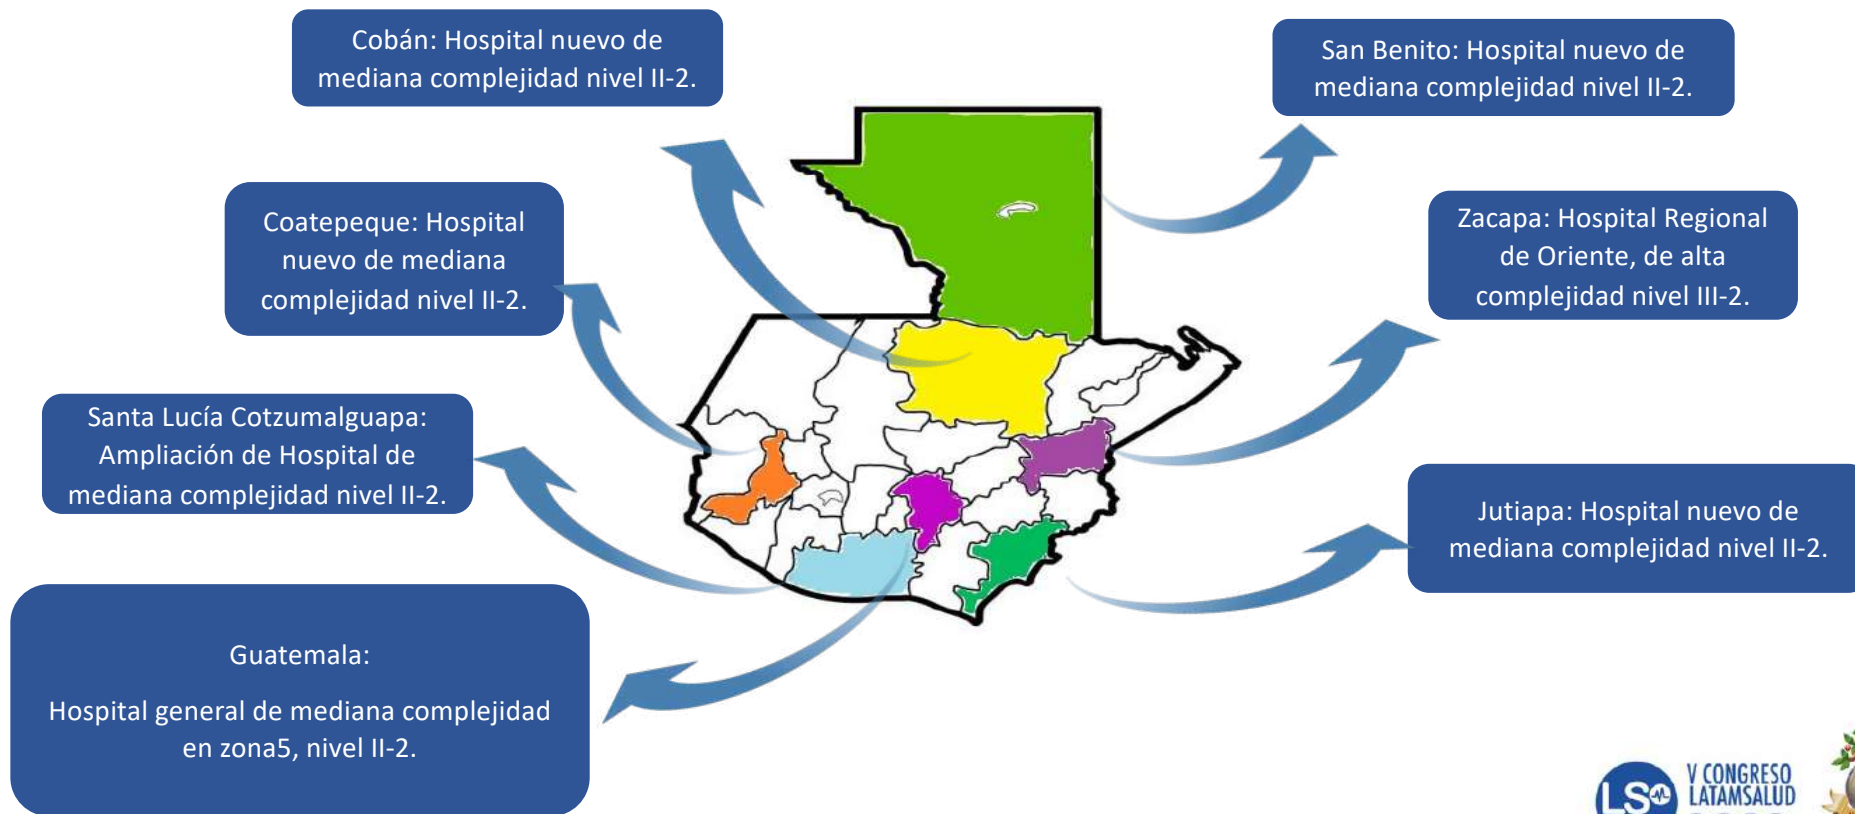 Cobán: Hospital nuevo de
mediana complejidad nivel II-2.
San Benito: Hospital nuevo de
mediana complejidad nivel II-2.
Coatepeque: Hospital
nuevo de mediana
complejidad nivel II-2.
Zacapa: Hospital Regional
de Oriente, de alta
complejidad nivel III-2.
Santa Lucía Cotzumalguapa:
Ampliación de Hospital de
mediana complejidad nivel II-2.
Jutiapa: Hospital nuevo de
mediana complejidad nivel II-2.
Guatemala:
Hospital general de mediana complejidad
en zona5, nivel II-2.
LS
V CONGRESO
LATAMSALUD